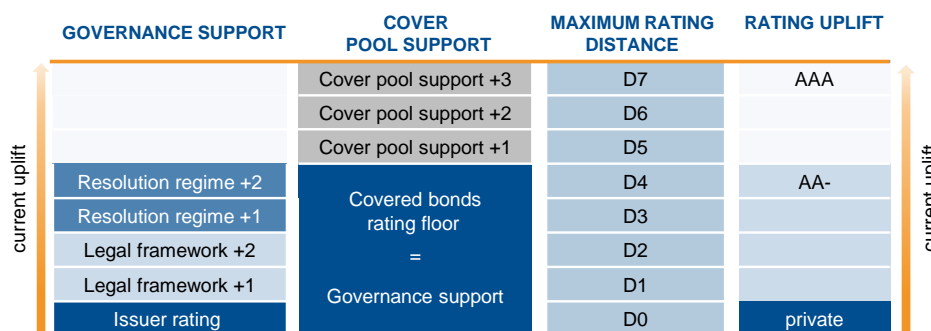 GOVERNANCE SUPPORT
COVER
POOL SUPPORT
MAXIMUM RATING
DISTANCE
RATING UPLIFT
current uplift
Cover pool support +3
D7
AAA
Cover pool support +2
D6
Cover pool support +1
D5
Resolution regime +2
D4
AA-
Resolution regime +1
D3
Legal framework +2
D2
Legal framework +1
D1
Issuer rating
D0
private
Covered bonds
rating floor
=
Governance support
current uplift